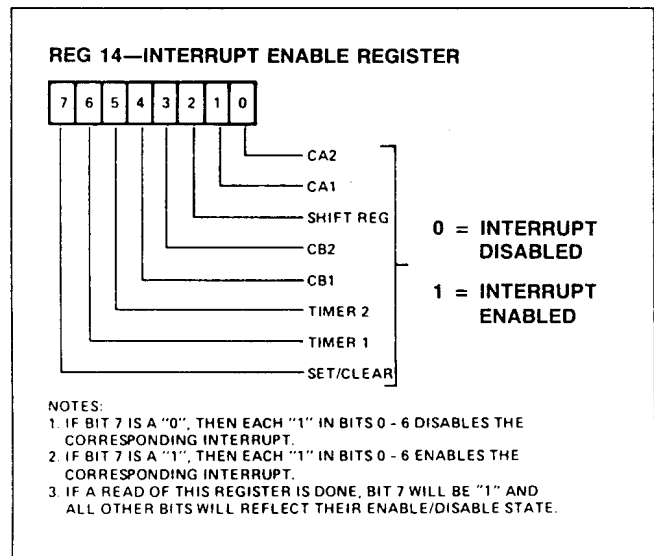 REG 14—INTERRUPT ENABLE REGISTER
7 6 5 4 3 2 1 0
CA2
CA1
SHIFT REG
CB2
CB1
TIMER 2
TIMER 1
SET/CLEAR
0 = INTERRUPT
DISABLED
1 = INTERRUPT
ENABLED
NOTES:
1. IF BIT 7 IS A "0", THEN EACH "1" IN BITS 0 - 6 DISABLES THE
CORRESPONDING INTERRUPT.
2. IF BIT 7 IS A "1", THEN EACH "1" IN BITS 0 - 6 ENABLES THE
CORRESPONDING INTERRUPT.
3. IF A READ OF THIS REGISTER IS DONE, BIT 7 WILL BE "1" AND
ALL OTHER BITS WILL REFLECT THEIR ENABLE/DISABLE STATE.